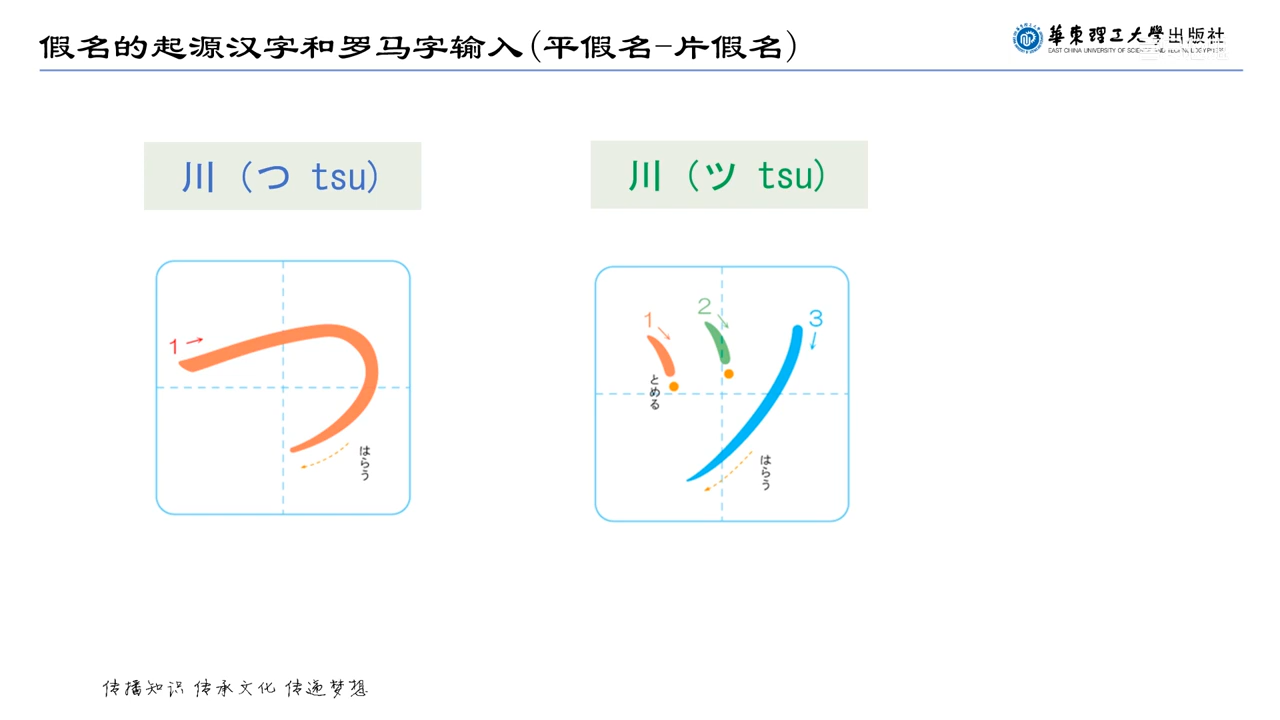 假名的起源汉字和罗马字输入(平假名-片假名)
華東理工大學出版社
EAST CHINA UNIVERSITY OF SCIENCE AND TECHNOLOGY PRESS
川（つ tsu）
川（ツ tsu）
1
はらう
1
2
3
とめる
はらう
传播知识 传承文化 传递梦想